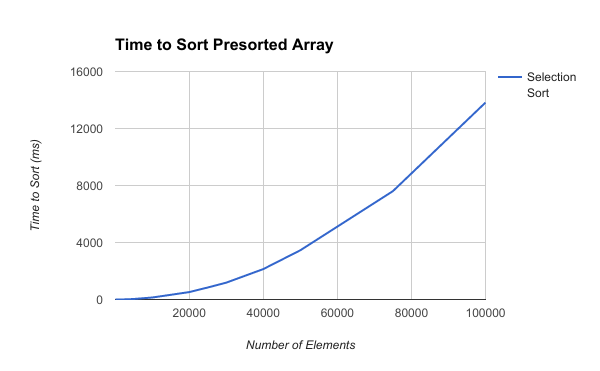 Time to Sort Presorted Array
16000
12000
8000
4000
0
Time to Sort (ms)
20000
40000
60000
80000
100000
Number of Elements
Selection
Sort